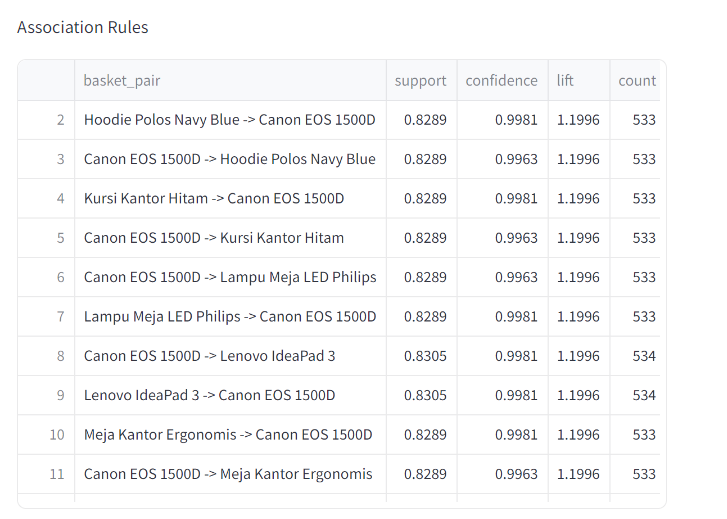 Association Rules
basket_pair support confidence lift count
2 Hoodie Polos Navy Blue -> Canon EOS 1500D 0.8289 0.9981 1.1996 533
3 Canon EOS 1500D -> Hoodie Polos Navy Blue 0.8289 0.9963 1.1996 533
4 Kursi Kantor Hitam -> Canon EOS 1500D 0.8289 0.9981 1.1996 533
5 Canon EOS 1500D -> Kursi Kantor Hitam 0.8289 0.9963 1.1996 533
6 Canon EOS 1500D -> Lampu Meja LED Philips 0.8289 0.9963 1.1996 533
7 Lampu Meja LED Philips -> Canon EOS 1500D 0.8289 0.9981 1.1996 533
8 Canon EOS 1500D -> Lenovo IdeaPad 3 0.8305 0.9981 1.1996 534
9 Lenovo IdeaPad 3 -> Canon EOS 1500D 0.8305 0.9981 1.1996 534
10 Meja Kantor Ergonomis -> Canon EOS 1500D 0.8289 0.9981 1.1996 533
11 Canon EOS 1500D -> Meja Kantor Ergonomis 0.8289 0.9963 1.1996 533